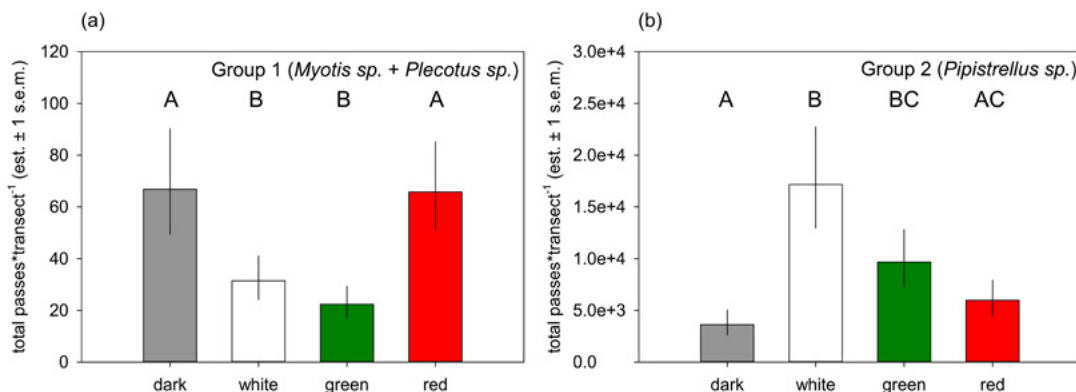 (a)
Group 1 (Myotis sp. + Plecotus sp.)
A B B A
total passes*transect-1 (est. ± 1 s.e.m.)
120
100
80
60
40
20
0
dark white green red
(b)
Group 2 (Pipistrellus sp.)
A B BC AC
total passes*transect-1 (est. ± 1 s.e.m.)
3.0e+4
2.5e+4
2.0e+4
1.5e+4
1.0e+4
5.0e+3
0.0
dark white green red